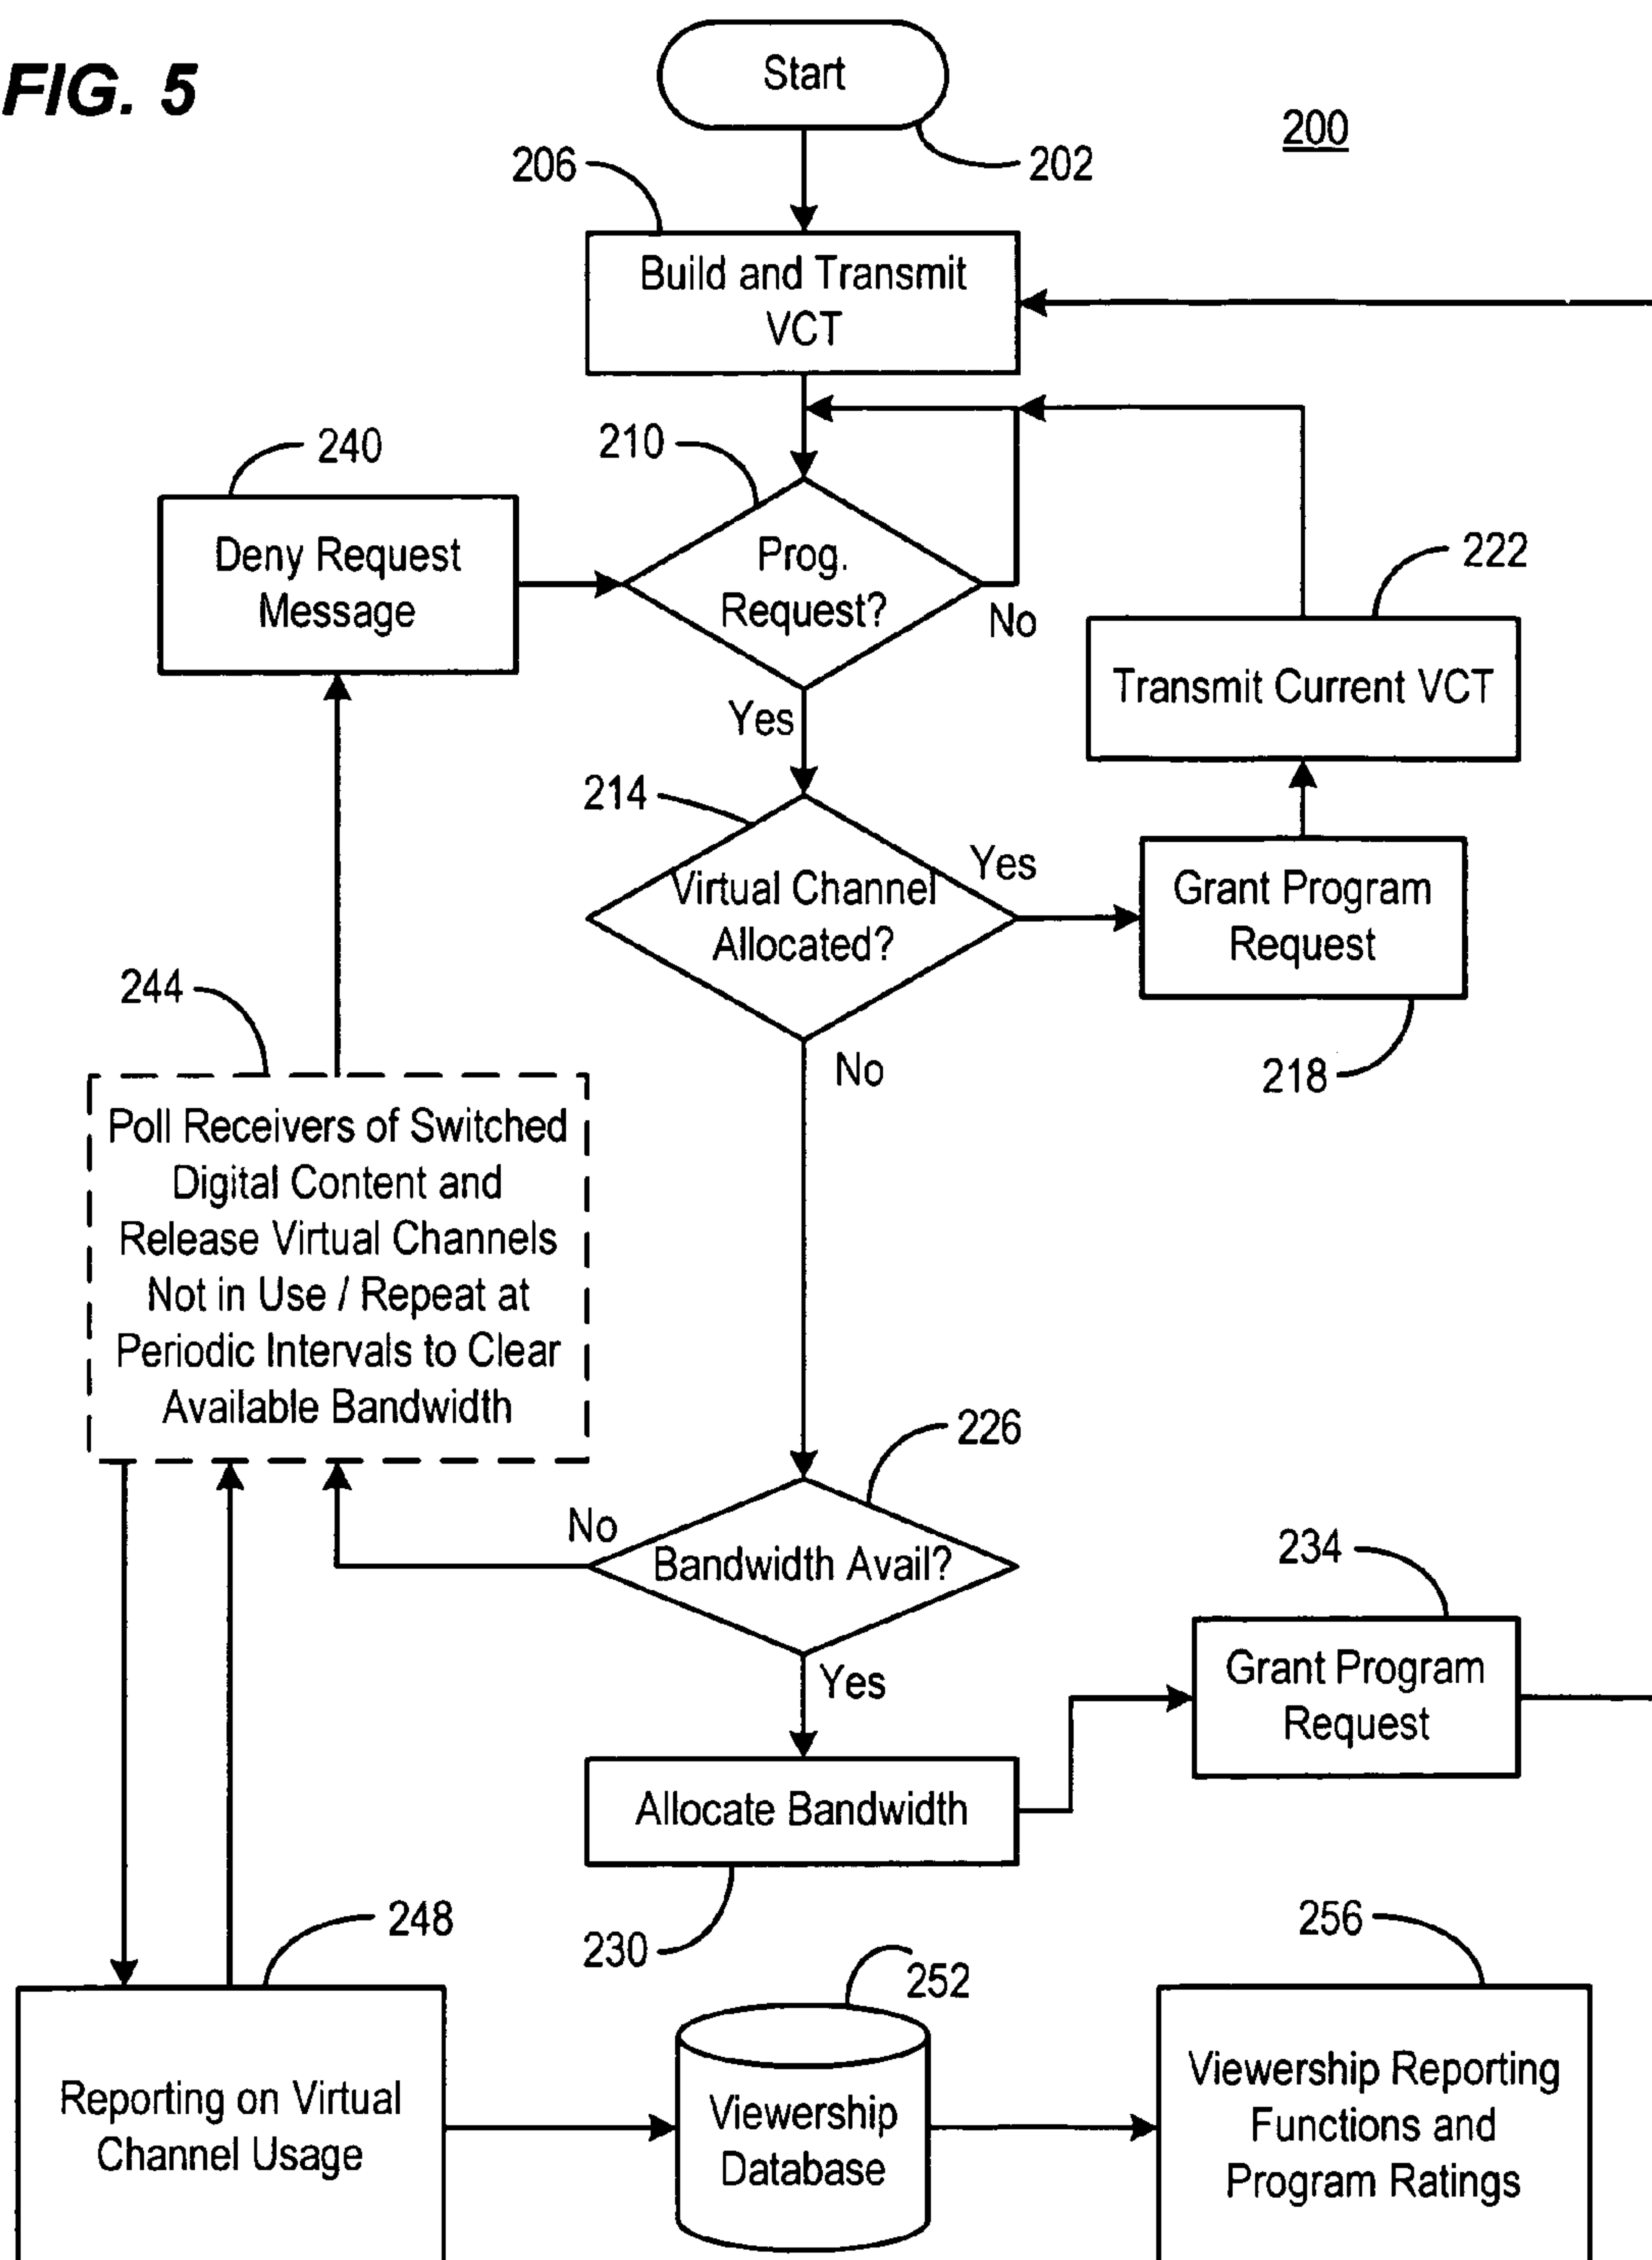 FIG. 5
Start
200
206
202
Build and Transmit
VCT
240
210
Deny Request
Message
Prog.
Request?
No
222
Transmit Current VCT
Yes
214
Virtual Channel
Allocated?
Yes
Grant Program
Request
218
No
244
Poll Receivers of Switched
Digital Content and
Release Virtual Channels
Not in Use / Repeat at
Periodic Intervals to Clear
Available Bandwidth
226
No
Bandwidth Avail?
Yes
234
Grant Program
Request
Allocate Bandwidth
230
248
252
256
Reporting on Virtual
Channel Usage
Viewership
Database
Viewership Reporting
Functions and
Program Ratings